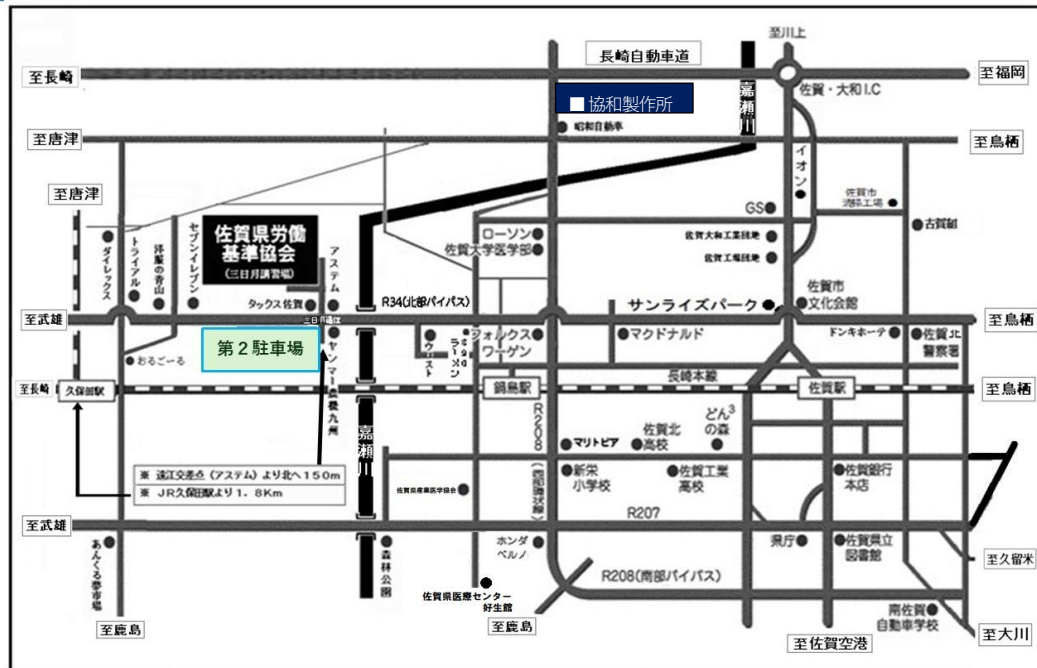 至川上
長崎自動車道
至長崎
至福岡
嘉瀬川
佐賀・大和I.C
■ 協和製作所
昭和自動車
至唐津
至鳥栖
イオン
至唐津
佐賀市
GS
古賀組
佐賀県労働
基準協会
(三日月講習場)
セブンイレブン
洋服の青山
トライアル
ダイレックス
アステム
ローソン
佐賀大学医学部
佐賀大和工業団地
佐賀工場団地
タックス佐賀
R34(北部バイパス)
サンライズパーク
佐賀市
文化会館
至武雄
至鳥栖
第2駐車場
おるごーる
ヤンマー農機九州
ウエスト
ラーメン
フォルクス
ワーゲン
マクドナルド
ドンキホーテ
佐賀北
警察署
長崎本線
至長崎
久保田駅
鍋島駅
佐賀駅
至鳥栖
R208
(西部環状線)
マリトピア
佐賀北
高校
どん3
の森
嘉瀬川
※ 遠江交差点(アステム)より北へ150m
※ JR久保田駅より1.8Km
佐賀県産業医学協会
新栄
小学校
佐賀工業
高校
佐賀銀行
本店
至武雄
R207
あんくる夢市場
森林公園
ホンダ
ベルノ
県庁
佐賀県立
図書館
至久留米
R208(南部バイパス)
佐賀県医療センター
好生館
南佐賀
自動車学校
至鹿島
至鹿島
至佐賀空港
至大川